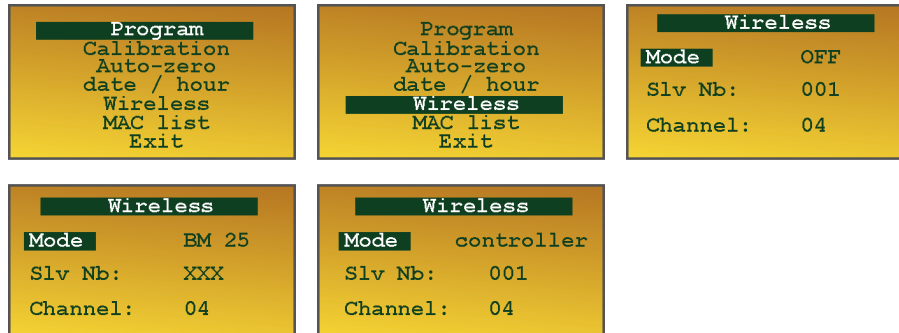 Program
Calibration
Auto-zero
date / hour
Wireless
MAC list
Exit
Program
Calibration
Auto-zero
date / hour
Wireless
MAC list
Exit
Wireless
Mode OFF
Slv Nb: 001
Channel: 04
Wireless
Mode BM 25
Slv Nb: XXX
Channel: 04
Wireless
Mode controller
Slv Nb: 001
Channel: 04